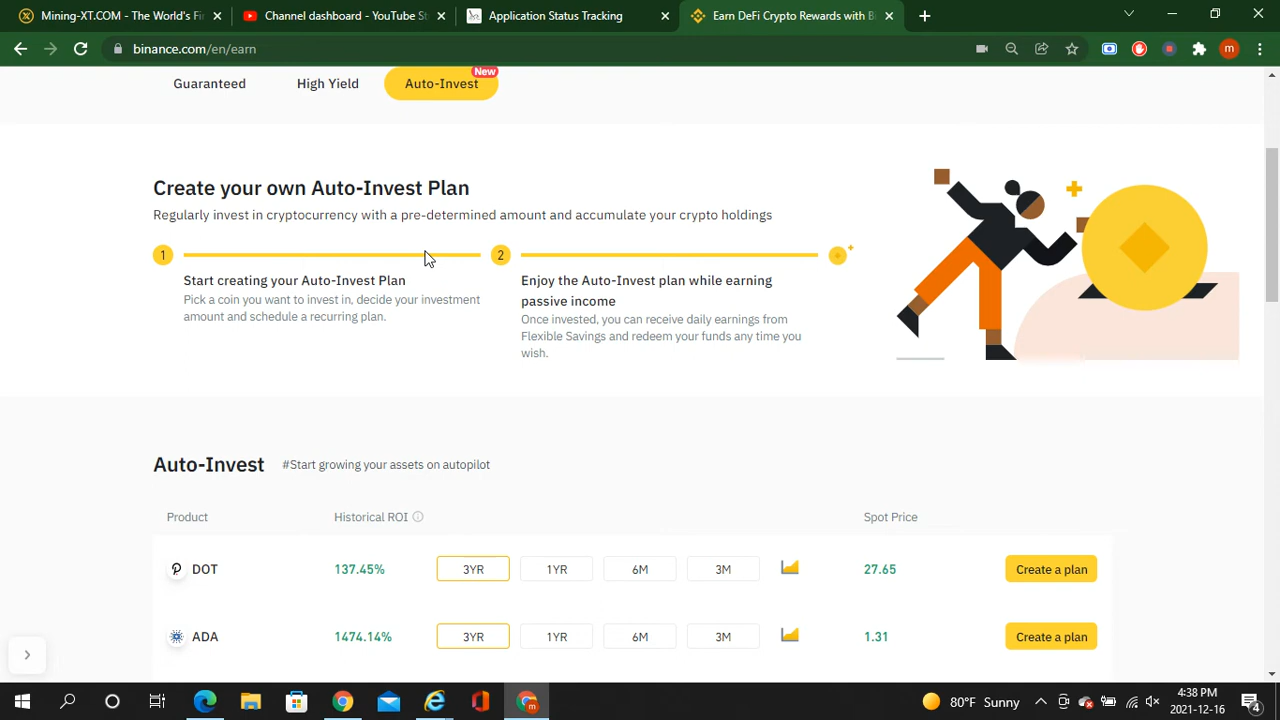 Mining-XT.COM - The World's Fir
Channel dashboard - YouTube St
Application Status Tracking
Earn DeFi Crypto Rewards with B
binance.com/en/earn
m
Guaranteed
High Yield
Auto-Invest
New
Create your own Auto-Invest Plan
Regularly invest in cryptocurrency with a pre-determined amount and accumulate your crypto holdings
1
2
Start creating your Auto-Invest Plan
Pick a coin you want to invest in, decide your investment
amount and schedule a recurring plan.
Enjoy the Auto-Invest plan while earning
passive income
Once invested, you can receive daily earnings from
Flexible Savings and redeem your funds any time you
wish.
Auto-Invest #Start growing your assets on autopilot
Product Historical ROI Spot Price
DOT 137.45% 3YR 1YR 6M 3M 27.65 Create a plan
ADA 1474.14% 3YR 1YR 6M 3M 1.31 Create a plan
80°F Sunny
4:38 PM
2021-12-16
4